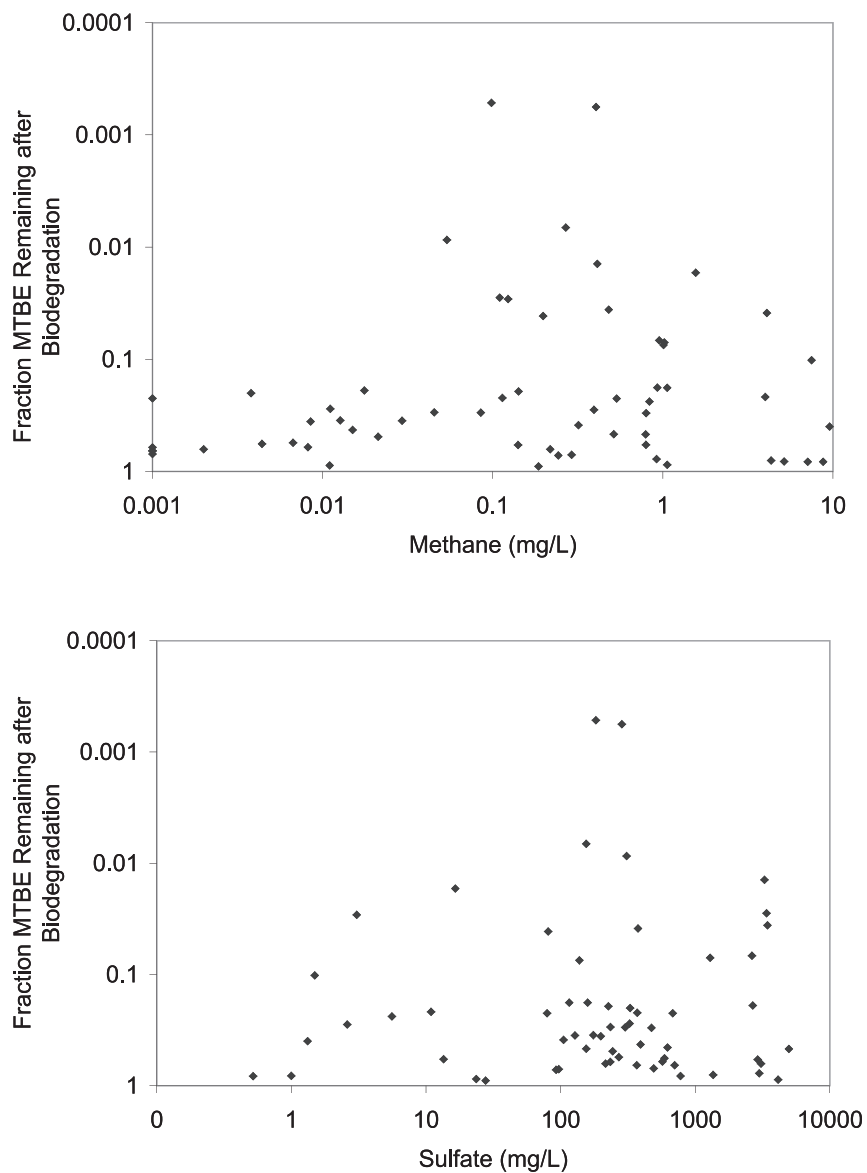 0.0001
0.001
0.01
0.1
1
Fraction MTBE Remaining after
Biodegradation
0.001 0.01 0.1 1 10
Methane (mg/L)
0.0001
0.001
0.01
0.1
1
Fraction MTBE Remaining after
Biodegradation
0 1 10 100 1000 10000
Sulfate (mg/L)